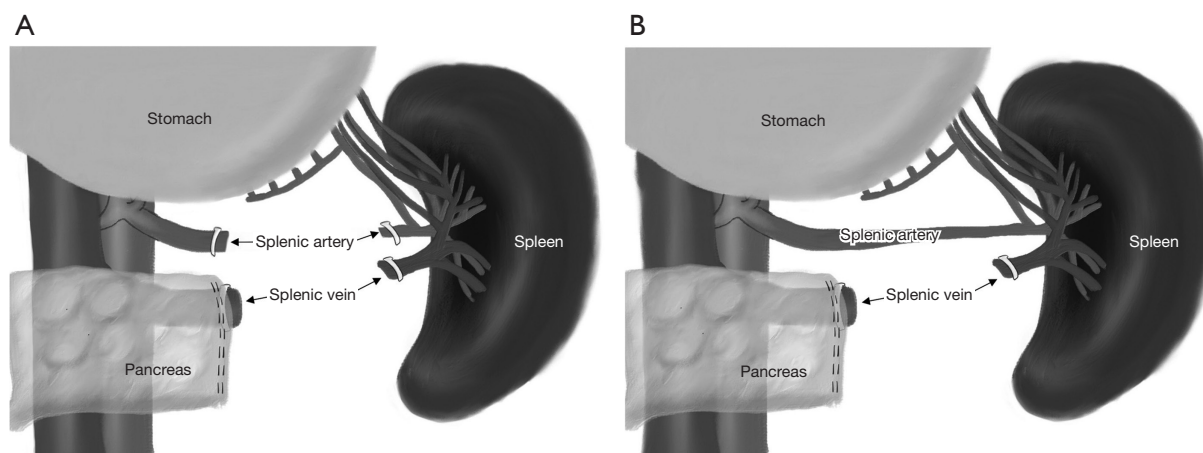 A
Stomach
Splenic artery
Spleen
Splenic vein
Pancreas
B
Stomach
Splenic artery
Spleen
Splenic vein
Pancreas